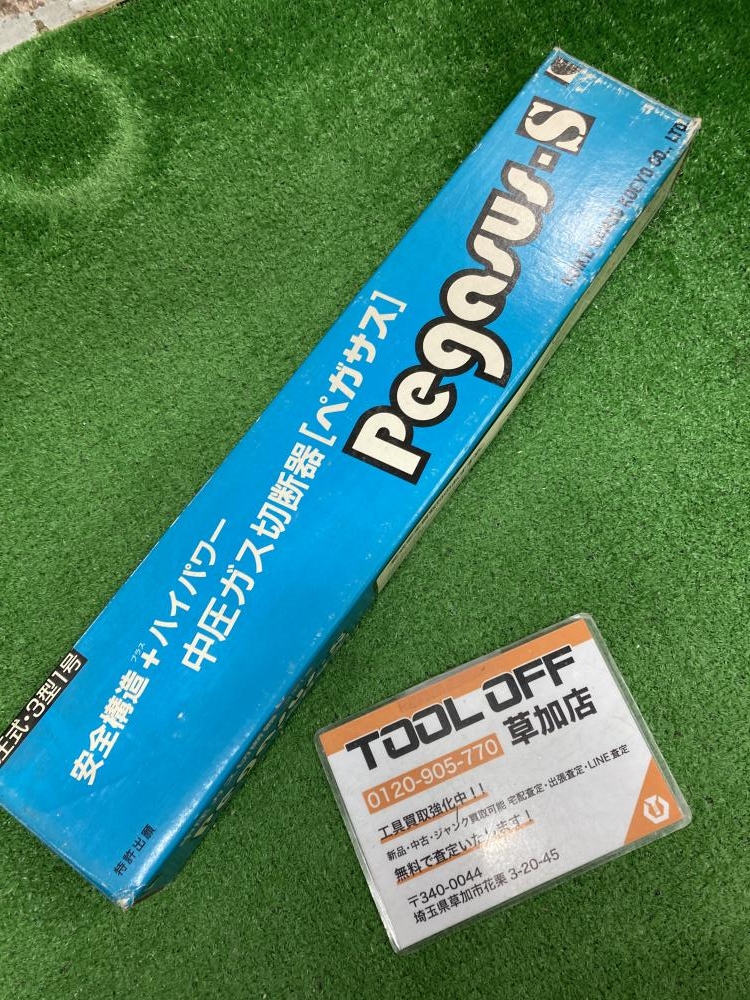 Pegasus-S
KOIKE SANSO KOGYO CO., LTD.
中圧ガス切断器[ペガサス]
安全構造+ハイパワー
プラス
圧式・3型1号
特許出願
TOOL OFF
草加店
0120-905-770
工具買取強化中!!
新品・中古・ジャンク買取可能 宅配査定・出張査定・LINE査定
無料で査定いたします!
〒340-0044
埼玉県草加市花栗3-20-45